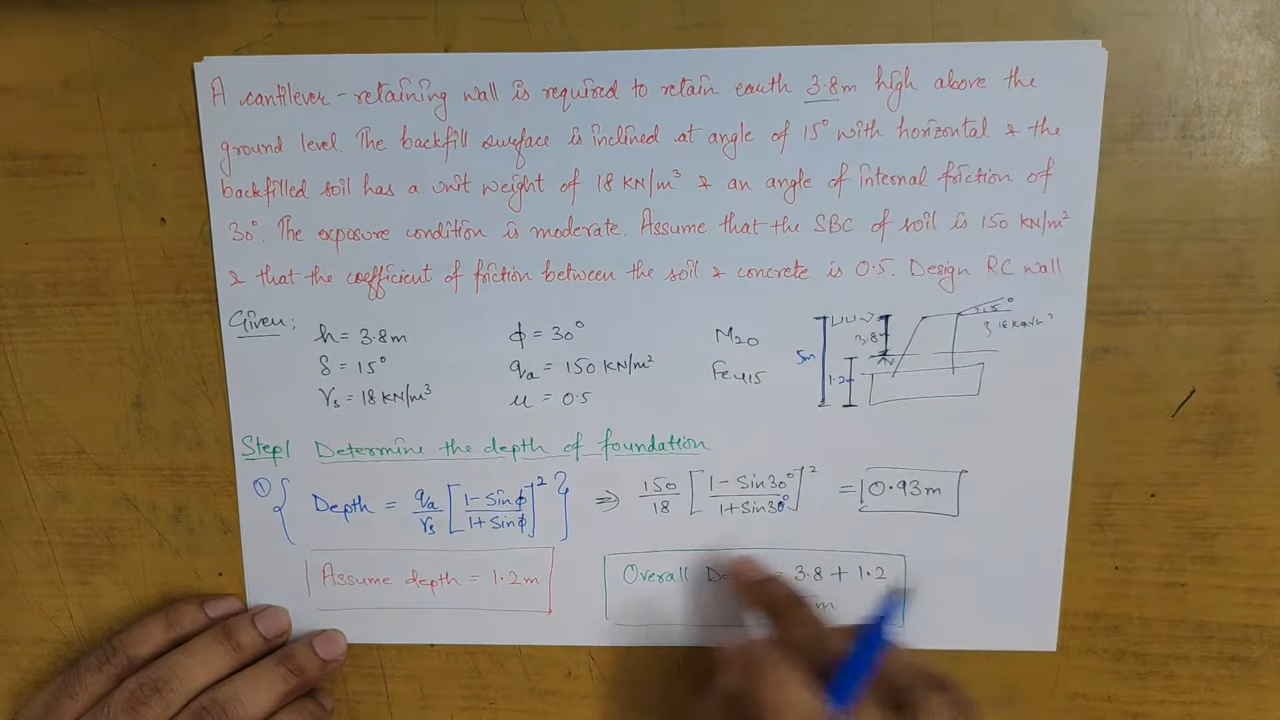 A cantilever-retaining wall is required to retain earth 3.8m high above the
ground level. The backfill surface is inclined at angle of 15° with horizontal & the
backfilled soil has a unit weight of 18 KN/m³ & an angle of internal friction of
30°. The exposure condition is moderate. Assume that the SBC of soil is 150 KN/m²
& that the coefficient of friction between the soil & concrete is 0.5. Design RC wall.
Given:
h = 3.8m
δ = 15°
γs = 18 KN/m³
ϕ = 30°
qa = 150 KN/m²
μ = 0.5
M20
Fe415
5m
3.8
1.2
15°
18 KN/m³
Step1 Determine the depth of foundation
① { Depth = qa/γs [1-Sinϕ/1+Sinϕ]² } ⇒ 150/18 [1-Sin30°/1+Sin30°]² = 0.93m
Assume depth = 1.2m
Overall = 3.8 + 1.2
m